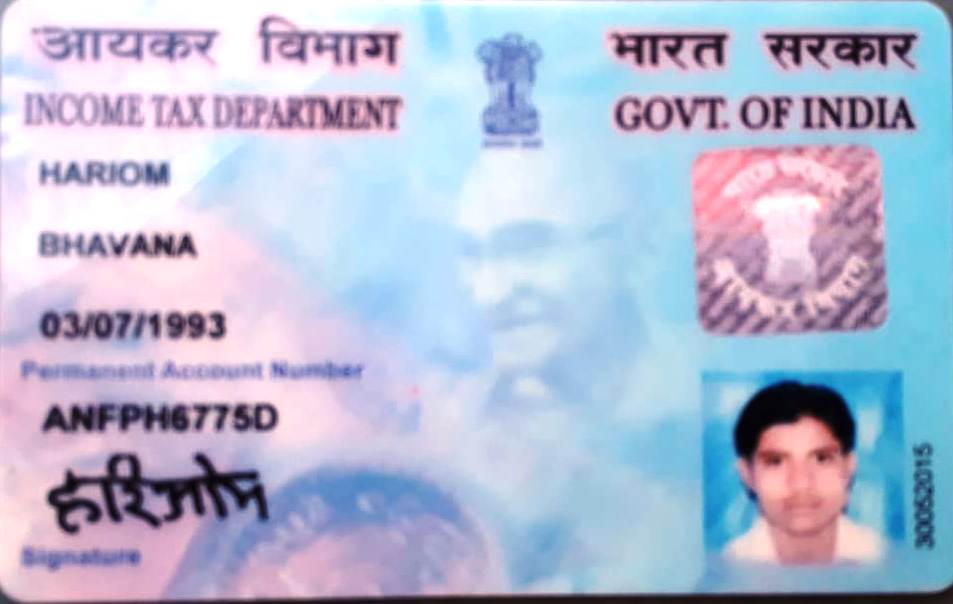 आयकर विभाग
भारत सरकार
INCOME TAX DEPARTMENT
GOVT. OF INDIA
HARIOM
BHAVANA
03/07/1993
Permanent Account Number
ANFPH6775D
हरिओम
Signature
30052015